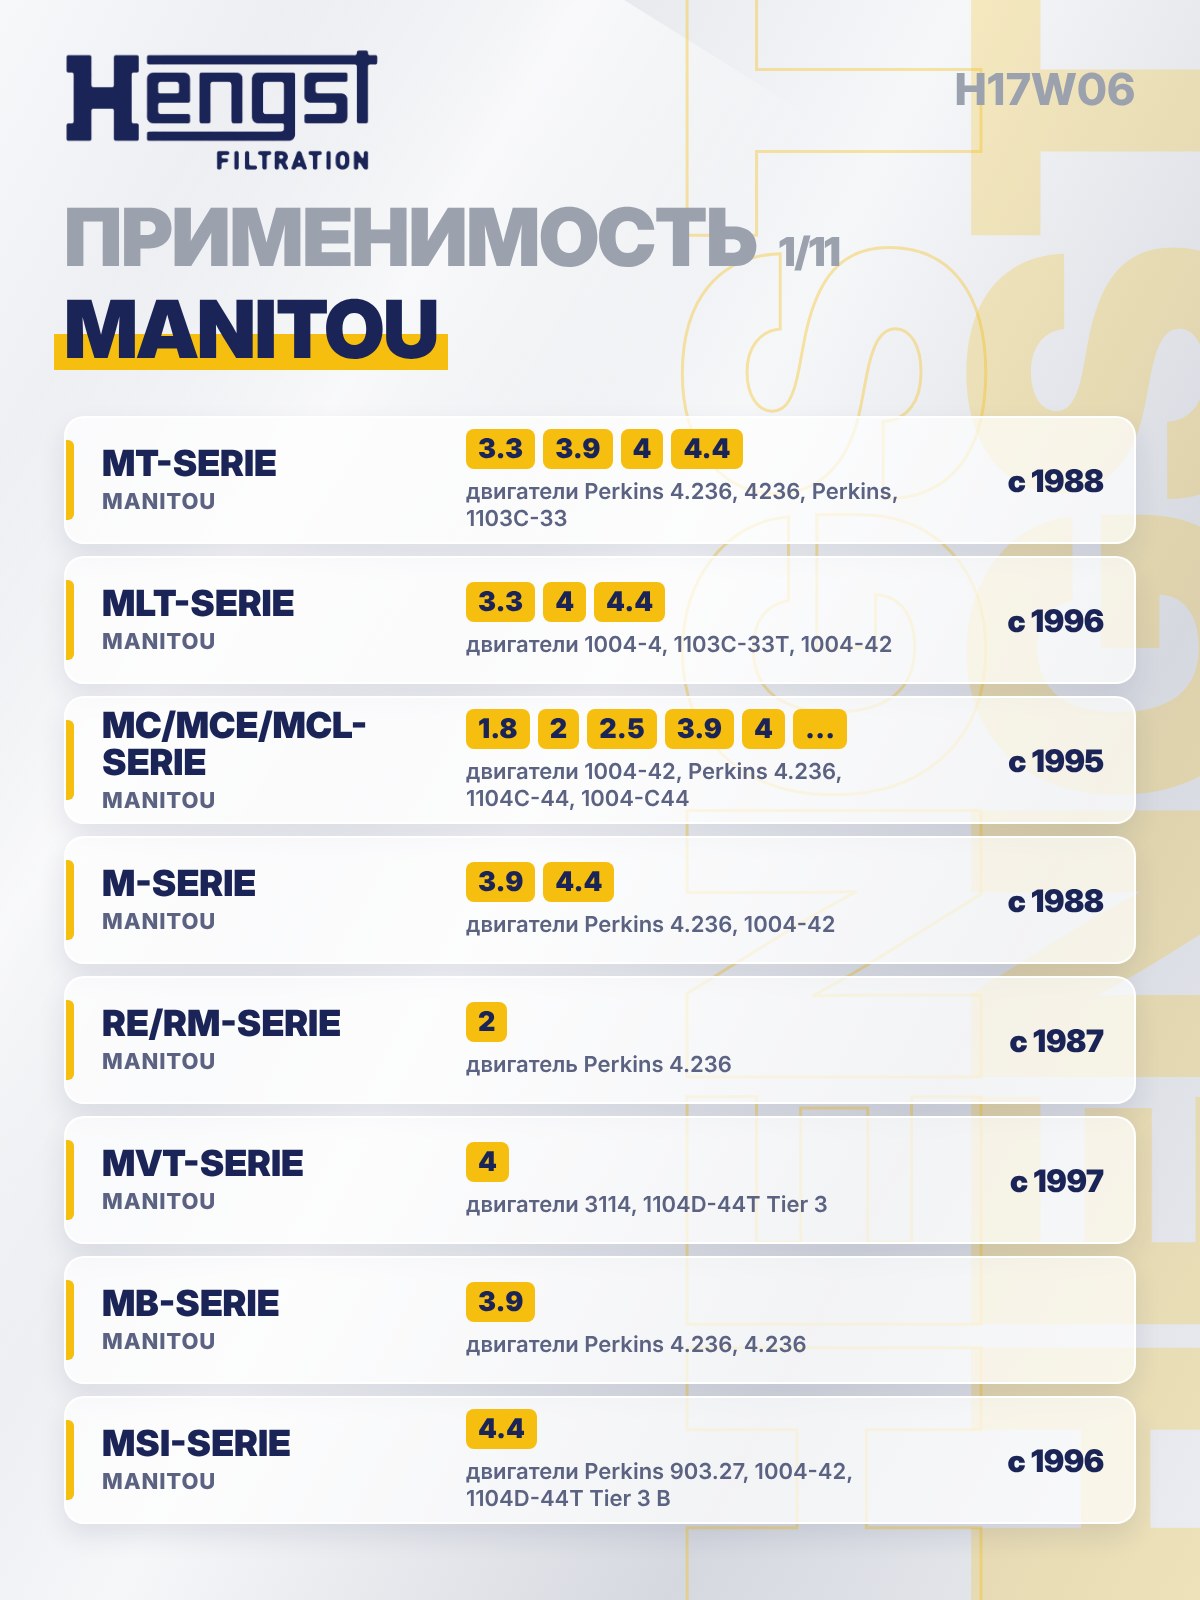 Hengst
FILTRATION
H17W06
ПРИМЕНИМОСТЬ 1/11
MANITOU
MT-SERIE
MANITOU
3.3 3.9 4 4.4
двигатели Perkins 4.236, 4236, Perkins,
1103C-33
с 1988
MLT-SERIE
MANITOU
3.3 4 4.4
двигатели 1004-4, 1103C-33T, 1004-42
с 1996
MC/MCE/MCL-
SERIE
MANITOU
1.8 2 2.5 3.9 4 ...
двигатели 1004-42, Perkins 4.236,
1104C-44, 1004-C44
с 1995
M-SERIE
MANITOU
3.9 4.4
двигатели Perkins 4.236, 1004-42
с 1988
RE/RM-SERIE
MANITOU
2
двигатель Perkins 4.236
с 1987
MVT-SERIE
MANITOU
4
двигатели 3114, 1104D-44T Tier 3
с 1997
MB-SERIE
MANITOU
3.9
двигатели Perkins 4.236, 4.236
MSI-SERIE
MANITOU
4.4
двигатели Perkins 903.27, 1004-42,
1104D-44T Tier 3 B
с 1996
HENGST
HENGST